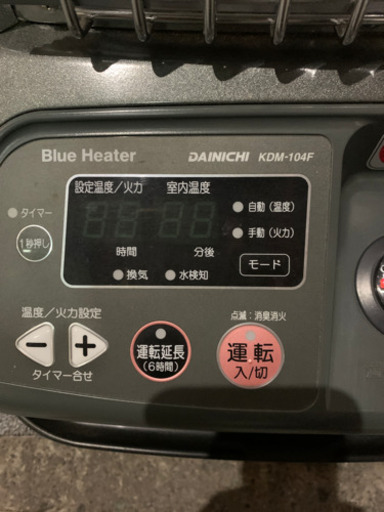 Blue Heater
DAINICHI KDM-104F
設定温度/火力 室内温度
タイマー
1秒押し
自動(温度)
手動(火力)
時間 分後
換気 水検知
モード
温度/火力設定
− +
タイマー合せ
運転延長
(6時間)
点滅:消臭消火
運転
入/切